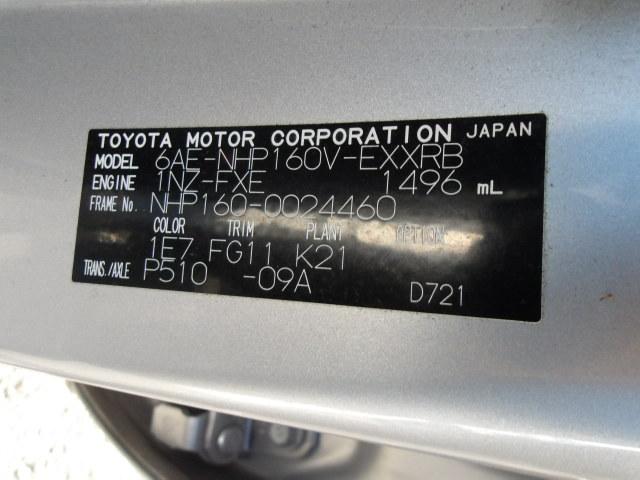 TOYOTA MOTOR CORPORATION JAPAN
MODEL 6AE-NHP160V-EXXRB
ENGINE 1NZ-FXE 1496 mL
FRAME No. NHP160-0024460
COLOR TRIM PLANT OPTION
1E7 FG11 K21
TRANS./AXLE P510 -09A
D721